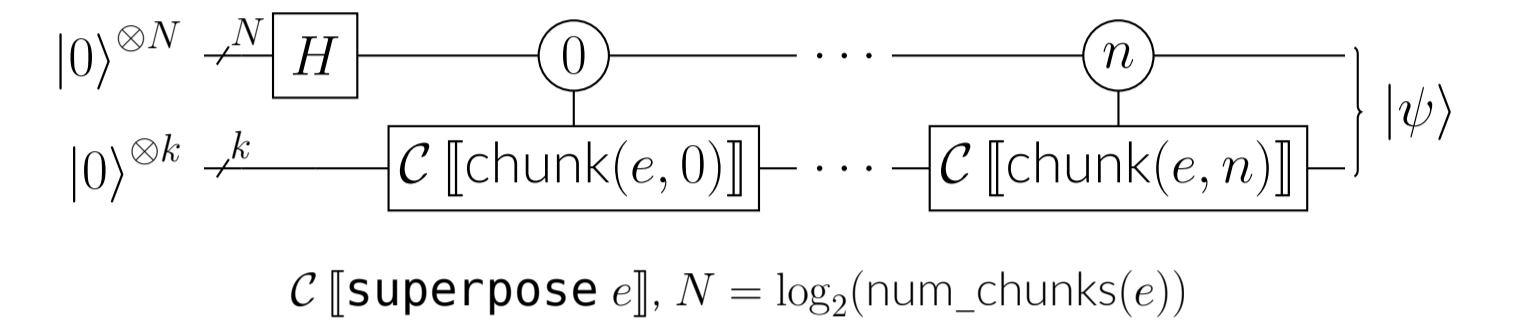 |0⟩^{⊗N} N H 0 · · · n
|0⟩^{⊗k} k 𝒞 ⟦chunk(e, 0)⟧ · · · 𝒞 ⟦chunk(e, n)⟧ |ψ⟩
𝒞 ⟦superpose e⟧, N = log₂(num_chunks(e))